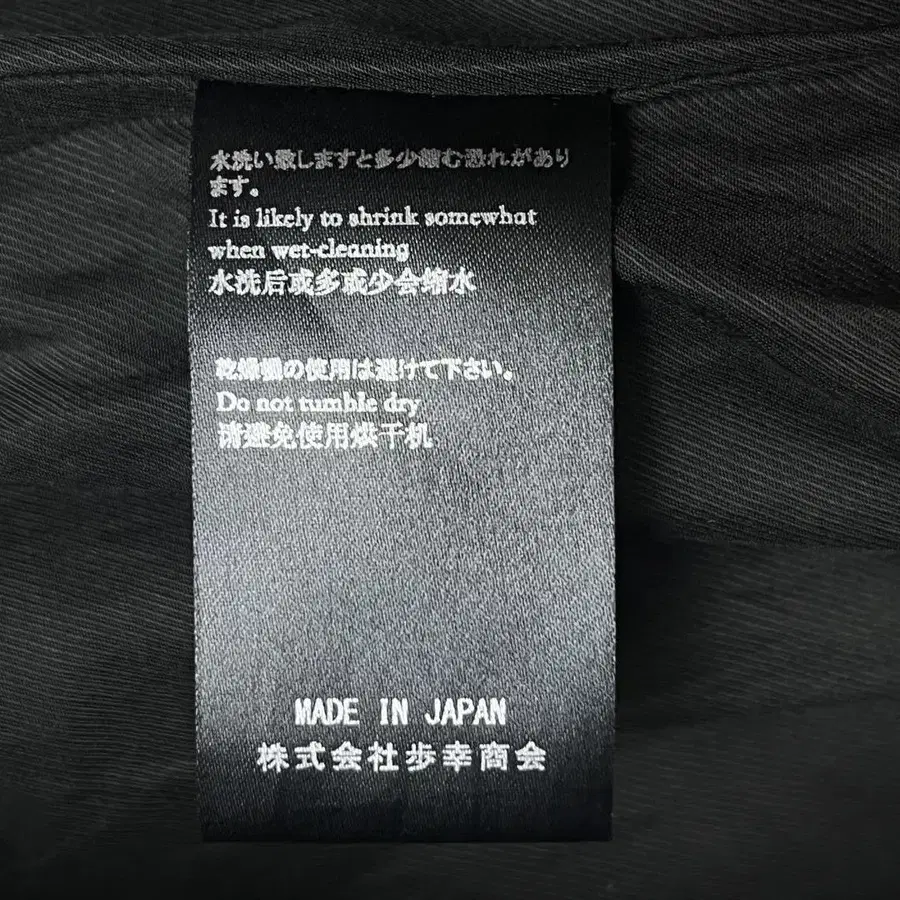 水洗い致しますと多少縮む恐れがあり
ます。
It is likely to shrink somewhat
when wet-cleaning
水洗后或多或少会缩水
乾燥機の使用は避けて下さい。
Do not tumble dry
请避免使用烘干机
MADE IN JAPAN
株式会社歩幸商会